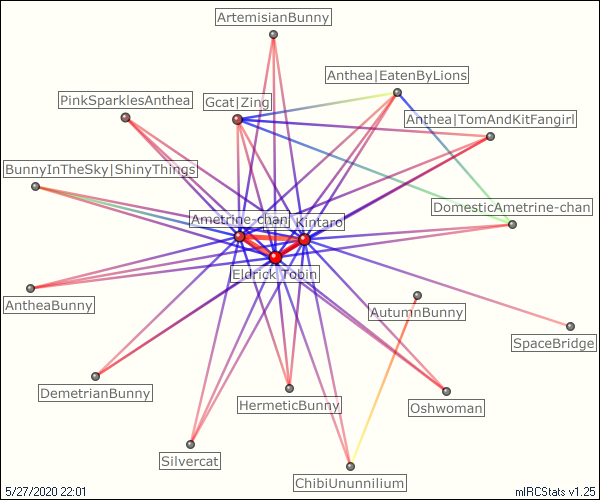 ArtemisianBunny
Anthea|EatenByLions
PinkSparklesAnthea
Gcat|Zing
Anthea|TomAndKitFangirl
BunnyInTheSky|ShinyThings
DomesticAmetrine-chan
Ametrine-chan
Kintaro
Eldrick_Tobin
AntheaBunny
AutumnBunny
SpaceBridge
DemetrianBunny
HermeticBunny
Oshwoman
Silvercat
ChibiUnunnilium
5/27/2020 22:01
mIRCStats v1.25